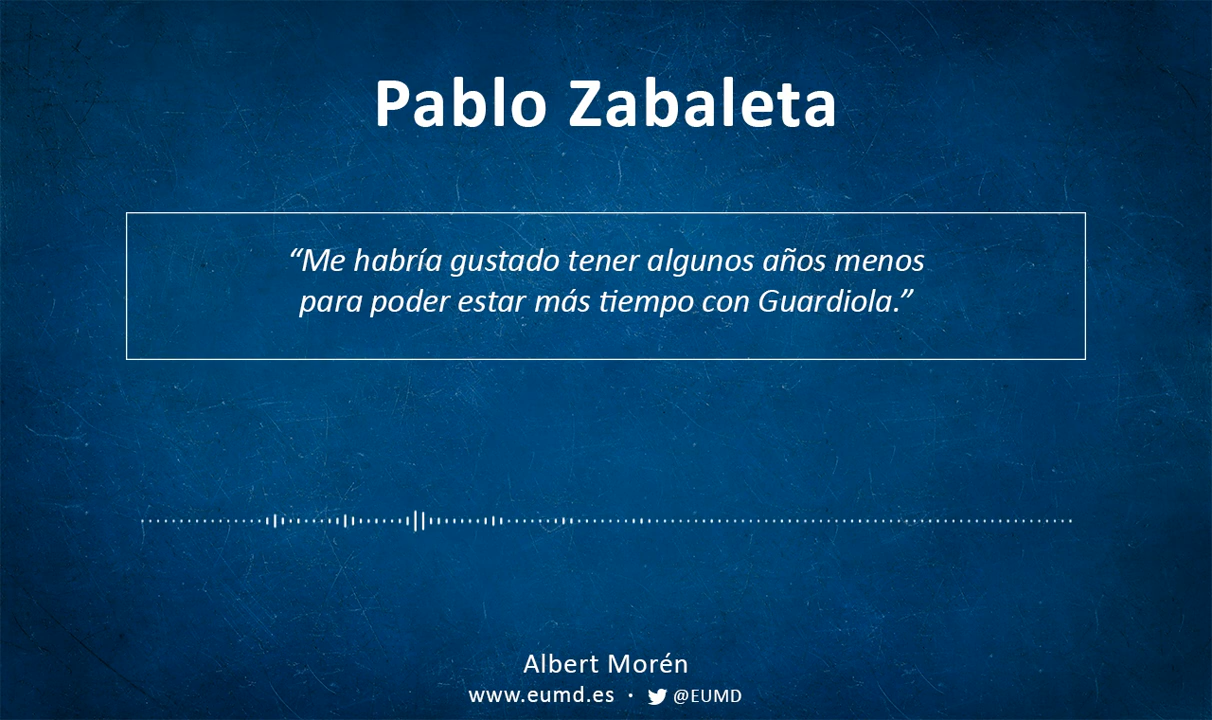 Pablo Zabaleta
“Me habría gustado tener algunos años menos
para poder estar más tiempo con Guardiola.”
Albert Morén
www.eumd.es · @EUMD